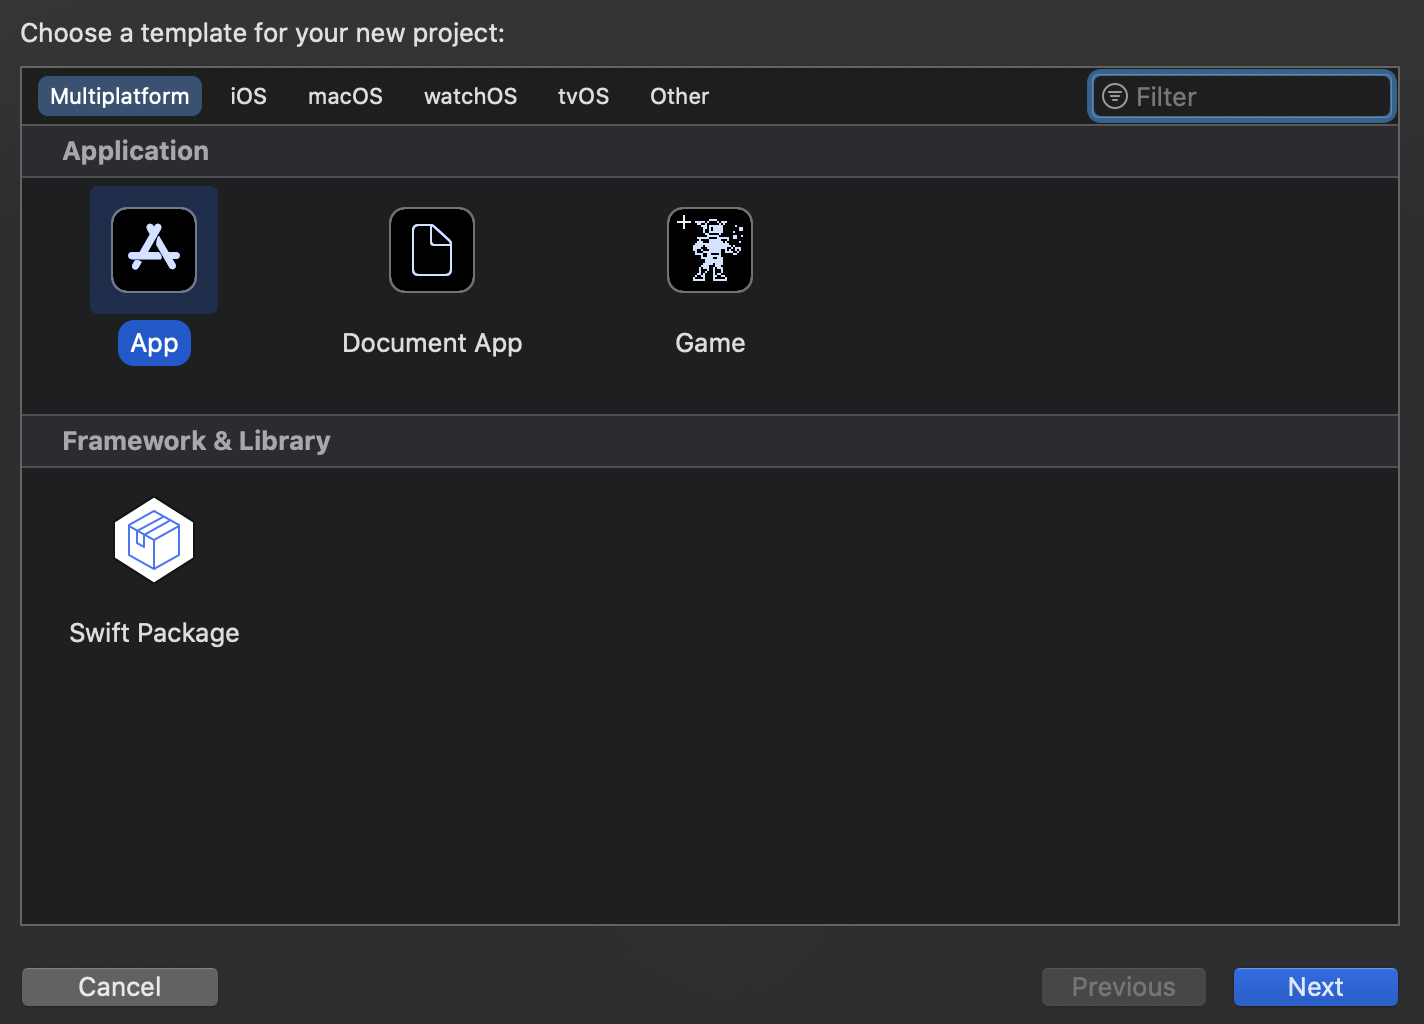 Choose a template for your new project:
Multiplatform iOS macOS watchOS tvOS Other Filter
Application
App Document App Game
Framework & Library
Swift Package
Cancel Previous Next